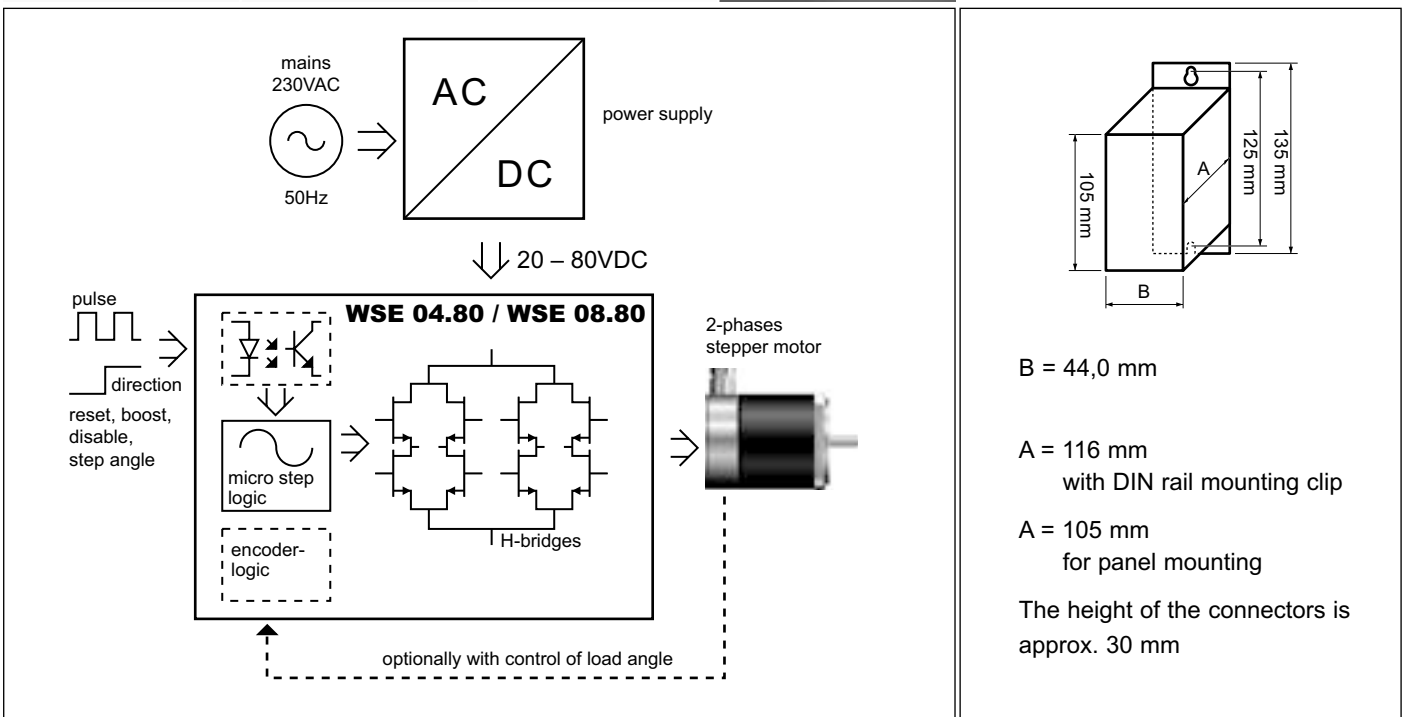 mains
230VAC
50Hz
AC
DC
power supply
20 – 80VDC
pulse
direction
reset, boost,
disable,
step angle
WSE 04.80 / WSE 08.80
micro step
logic
encoder-
logic
H-bridges
2-phases
stepper motor
optionally with control of load angle
105 mm
A
B
125 mm
135 mm
B = 44,0 mm
A = 116 mm
with DIN rail mounting clip
A = 105 mm
for panel mounting
The height of the connectors is
approx. 30 mm